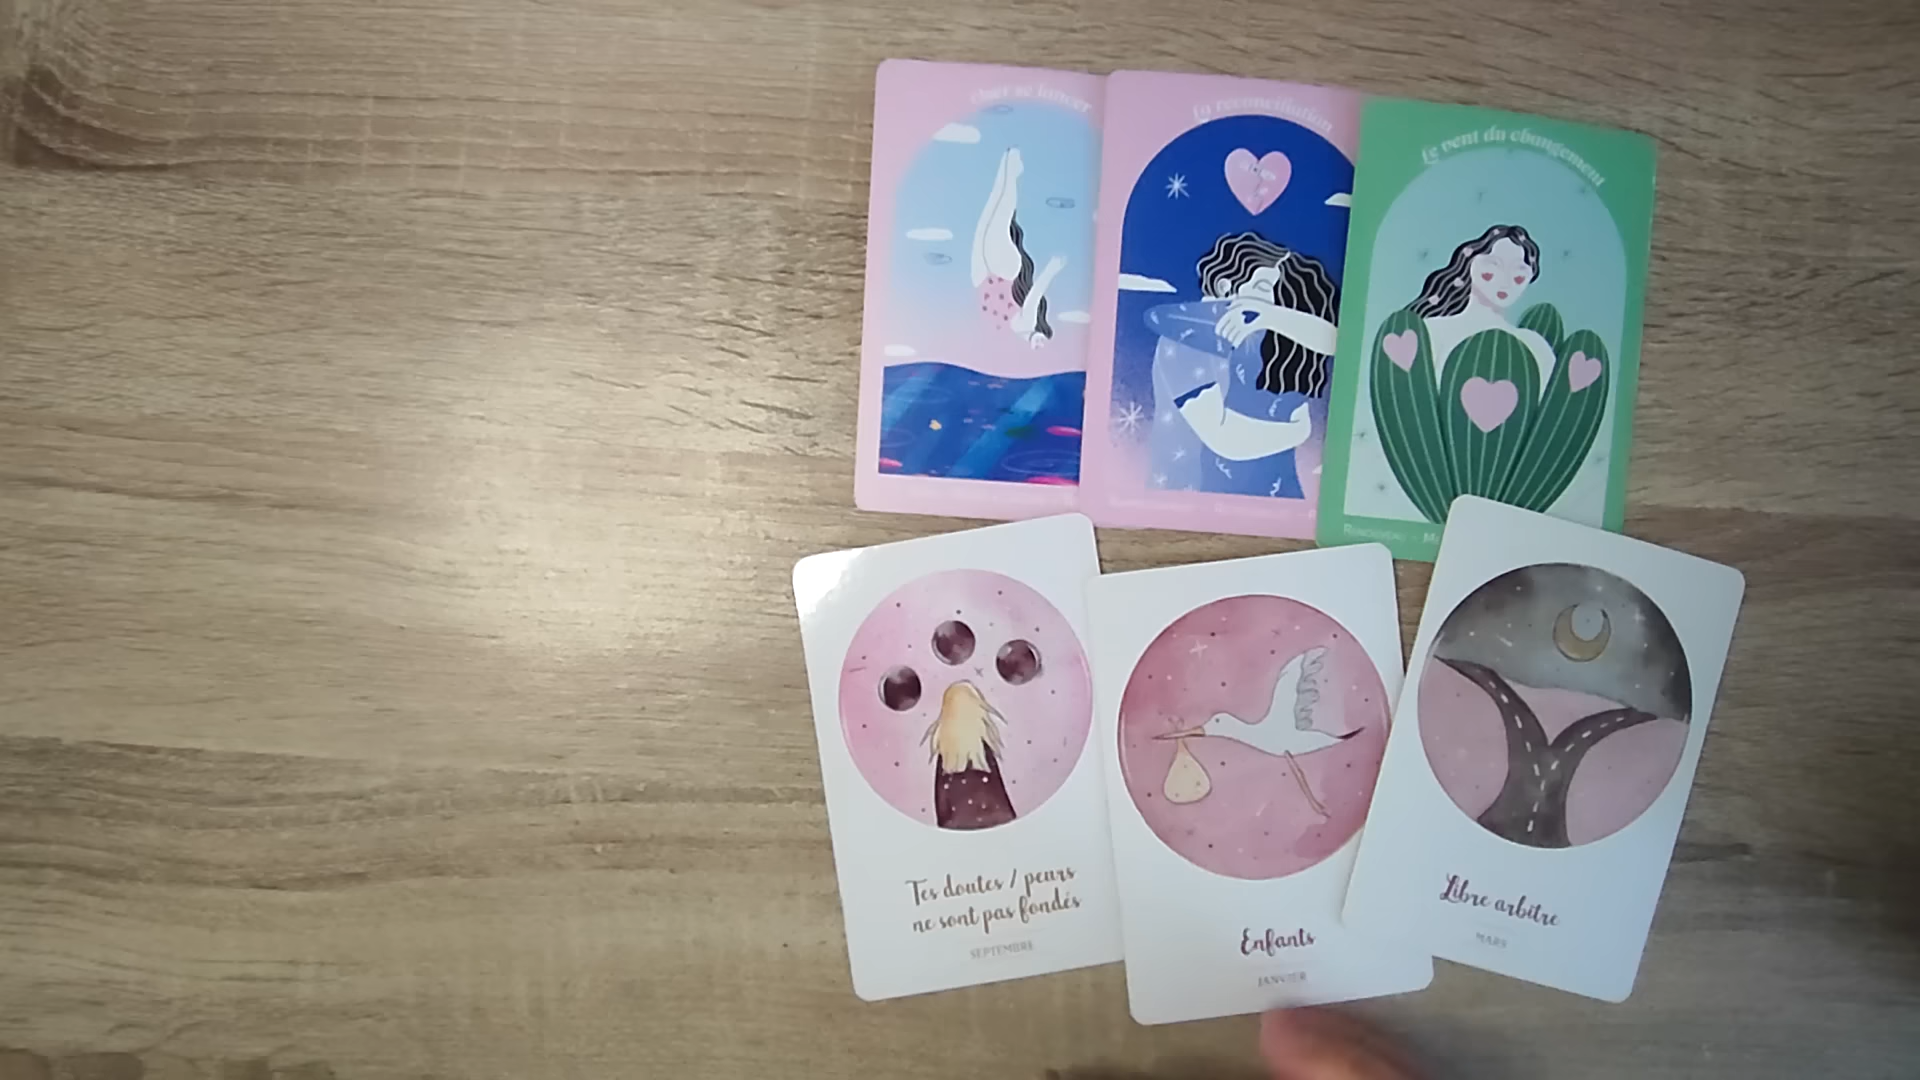 Oser se lancer
La réconciliation
Le vent du changement
Tes doutes / peurs
ne sont pas fondés
SEPTEMBRE
Enfants
JANVIER
Libre arbitre
MARS